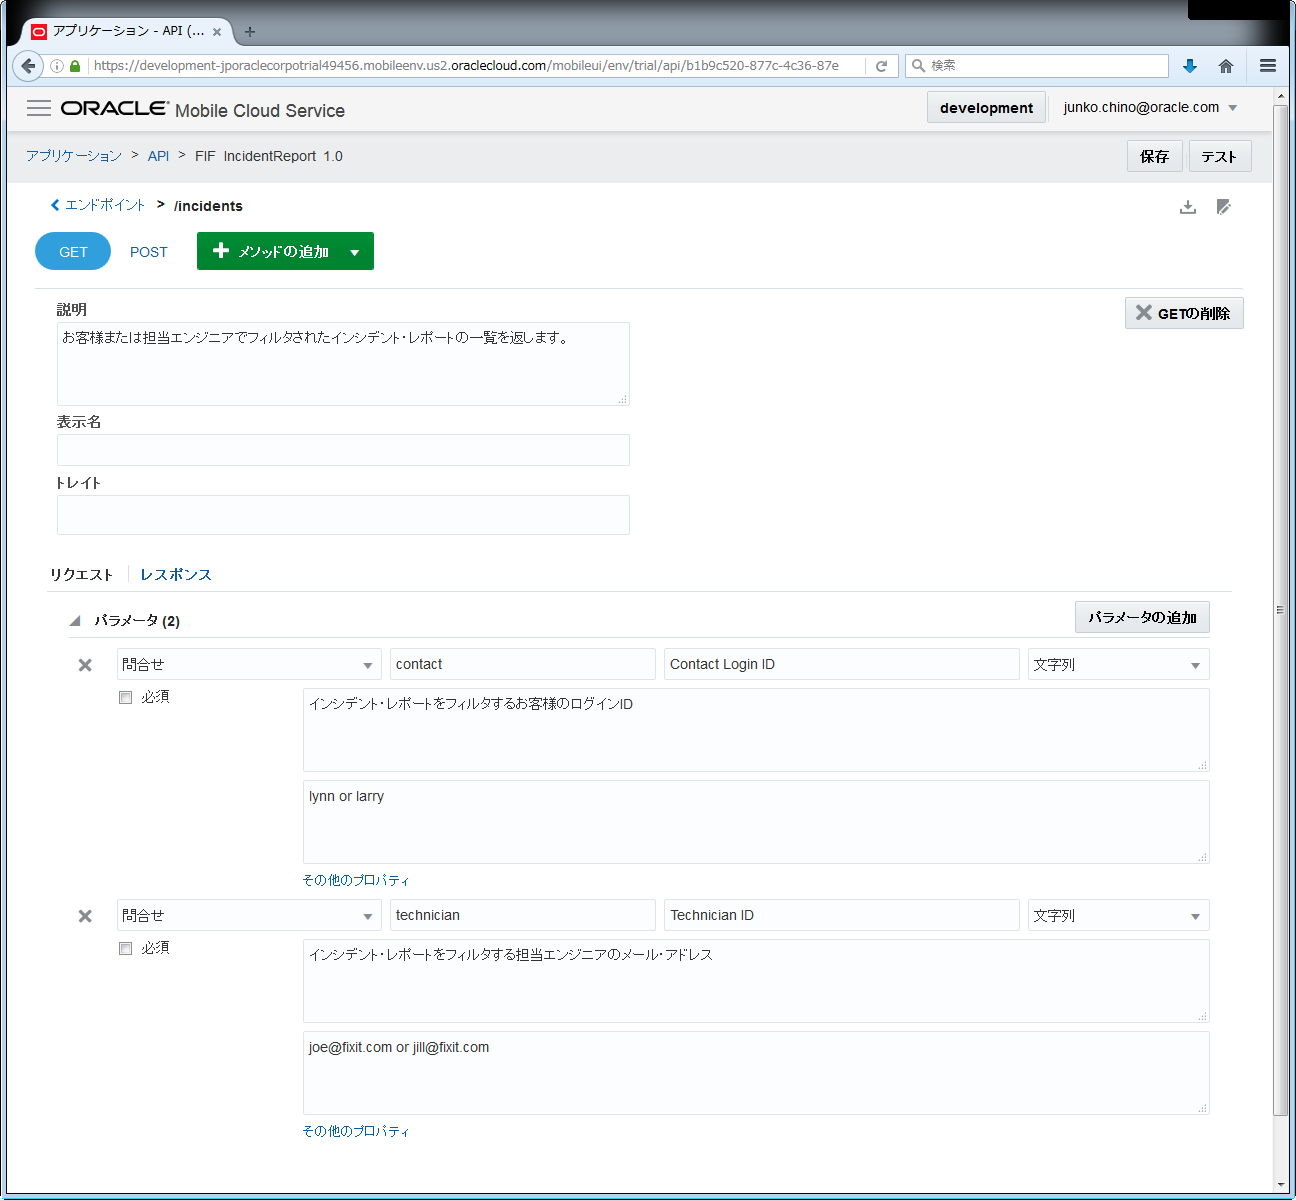 アプリケーション - API (...
https://development-jporaclecorpotrial49456.mobileenv.us2.oraclecloud.com/mobileui/env/trial/api/b1b9c520-877c-4c36-87e
検索
ORACLE Mobile Cloud Service
development
junko.chino@oracle.com
アプリケーション > API > FIF IncidentReport 1.0
保存
テスト
エンドポイント > /incidents
GET
POST
メソッドの追加
説明
GETの削除
お客様または担当エンジニアでフィルタされたインシデント・レポートの一覧を返します。
表示名
トレイト
リクエスト
レスポンス
パラメータ (2)
パラメータの追加
問合せ
contact
Contact Login ID
文字列
必須
インシデント・レポートをフィルタするお客様のログインID
lynn or larry
その他のプロパティ
問合せ
technician
Technician ID
文字列
必須
インシデント・レポートをフィルタする担当エンジニアのメール・アドレス
joe@fixit.com or jill@fixit.com
その他のプロパティ